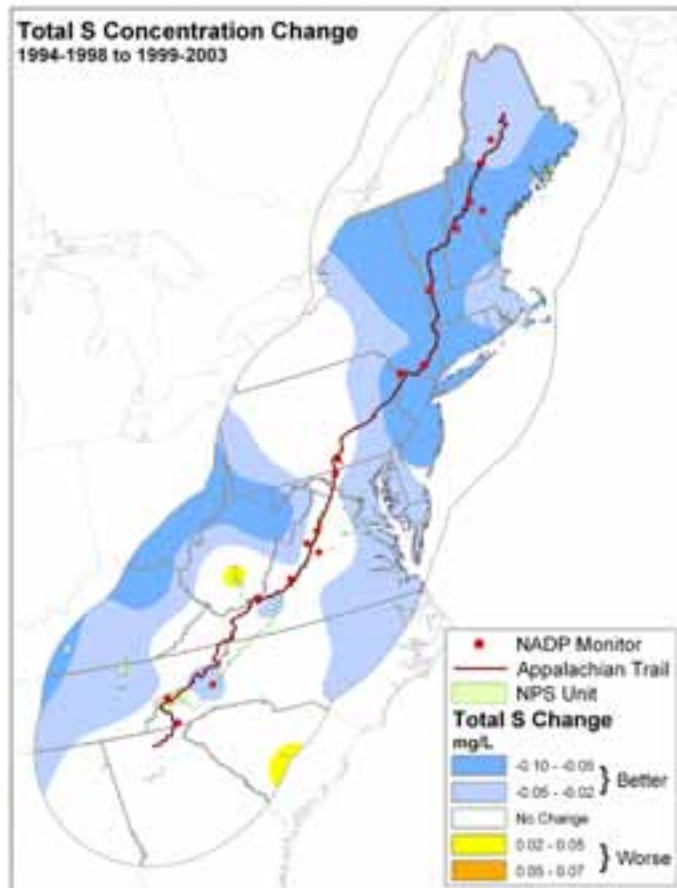 Total S Concentration Change
1994-1998 to 1999-2003
NADP Monitor
Appalachian Trail
NPS Unit
Total S Change
mg/L
-0.10 - -0.05
-0.05 - -0.02
Better
No Change
0.02 - 0.05
0.05 - 0.07
Worse